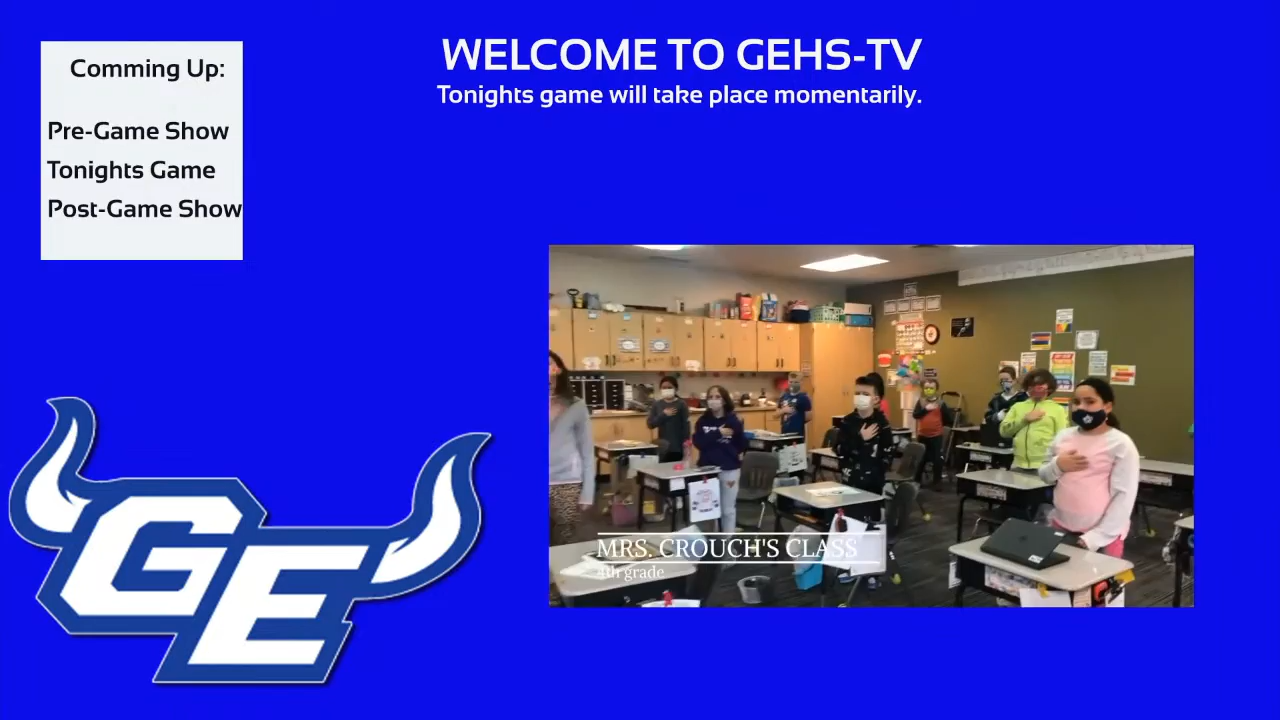 Comming Up:
Pre-Game Show
Tonights Game
Post-Game Show
WELCOME TO GEHS-TV
Tonights game will take place momentarily.
GE
MRS. CROUCH'S CLASS
4th grade